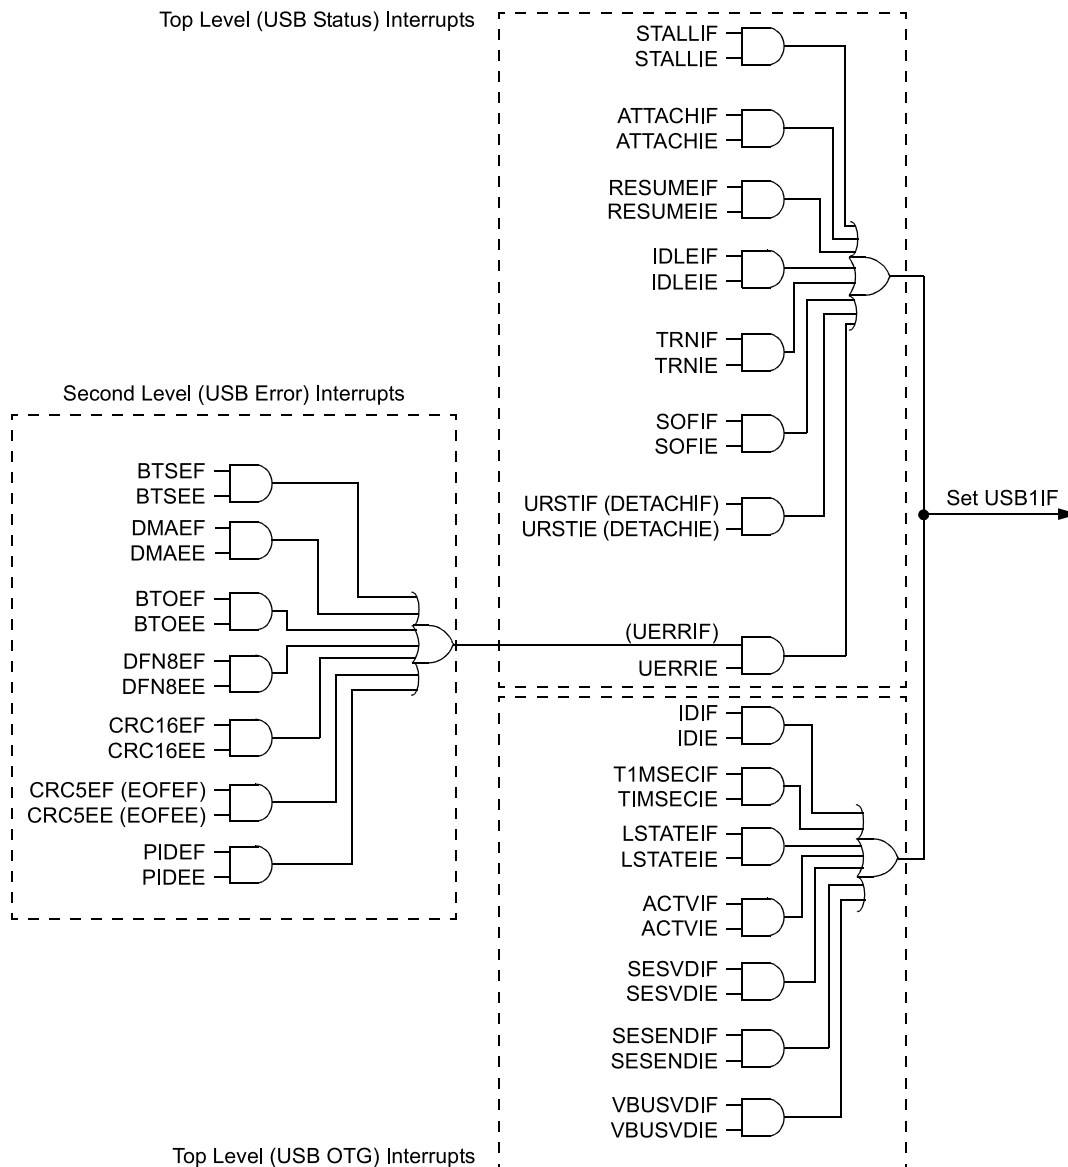 Top Level (USB Status) Interrupts
STALLIF
STALLIE
ATTACHIF
ATTACHIE
RESUMEIF
RESUMEIE
IDLEIF
IDLEIE
TRNIF
TRNIE
SOFIF
SOFIE
URSTIF (DETACHIF)
URSTIE (DETACHIE)
(UERRIF)
UERRIE
Set USB1IF
Second Level (USB Error) Interrupts
BTSEF
BTSEE
DMAEF
DMAEE
BTOEF
BTOEE
DFN8EF
DFN8EE
CRC16EF
CRC16EE
CRC5EF (EOFEF)
CRC5EE (EOFEE)
PIDEF
PIDEE
IDIF
IDIE
T1MSECIF
TIMSECIE
LSTATEIF
LSTATEIE
ACTVIF
ACTVIE
SESVDIF
SESVDIE
SESENDIF
SESENDIE
VBUSVDIF
VBUSVDIE
Top Level (USB OTG) Interrupts